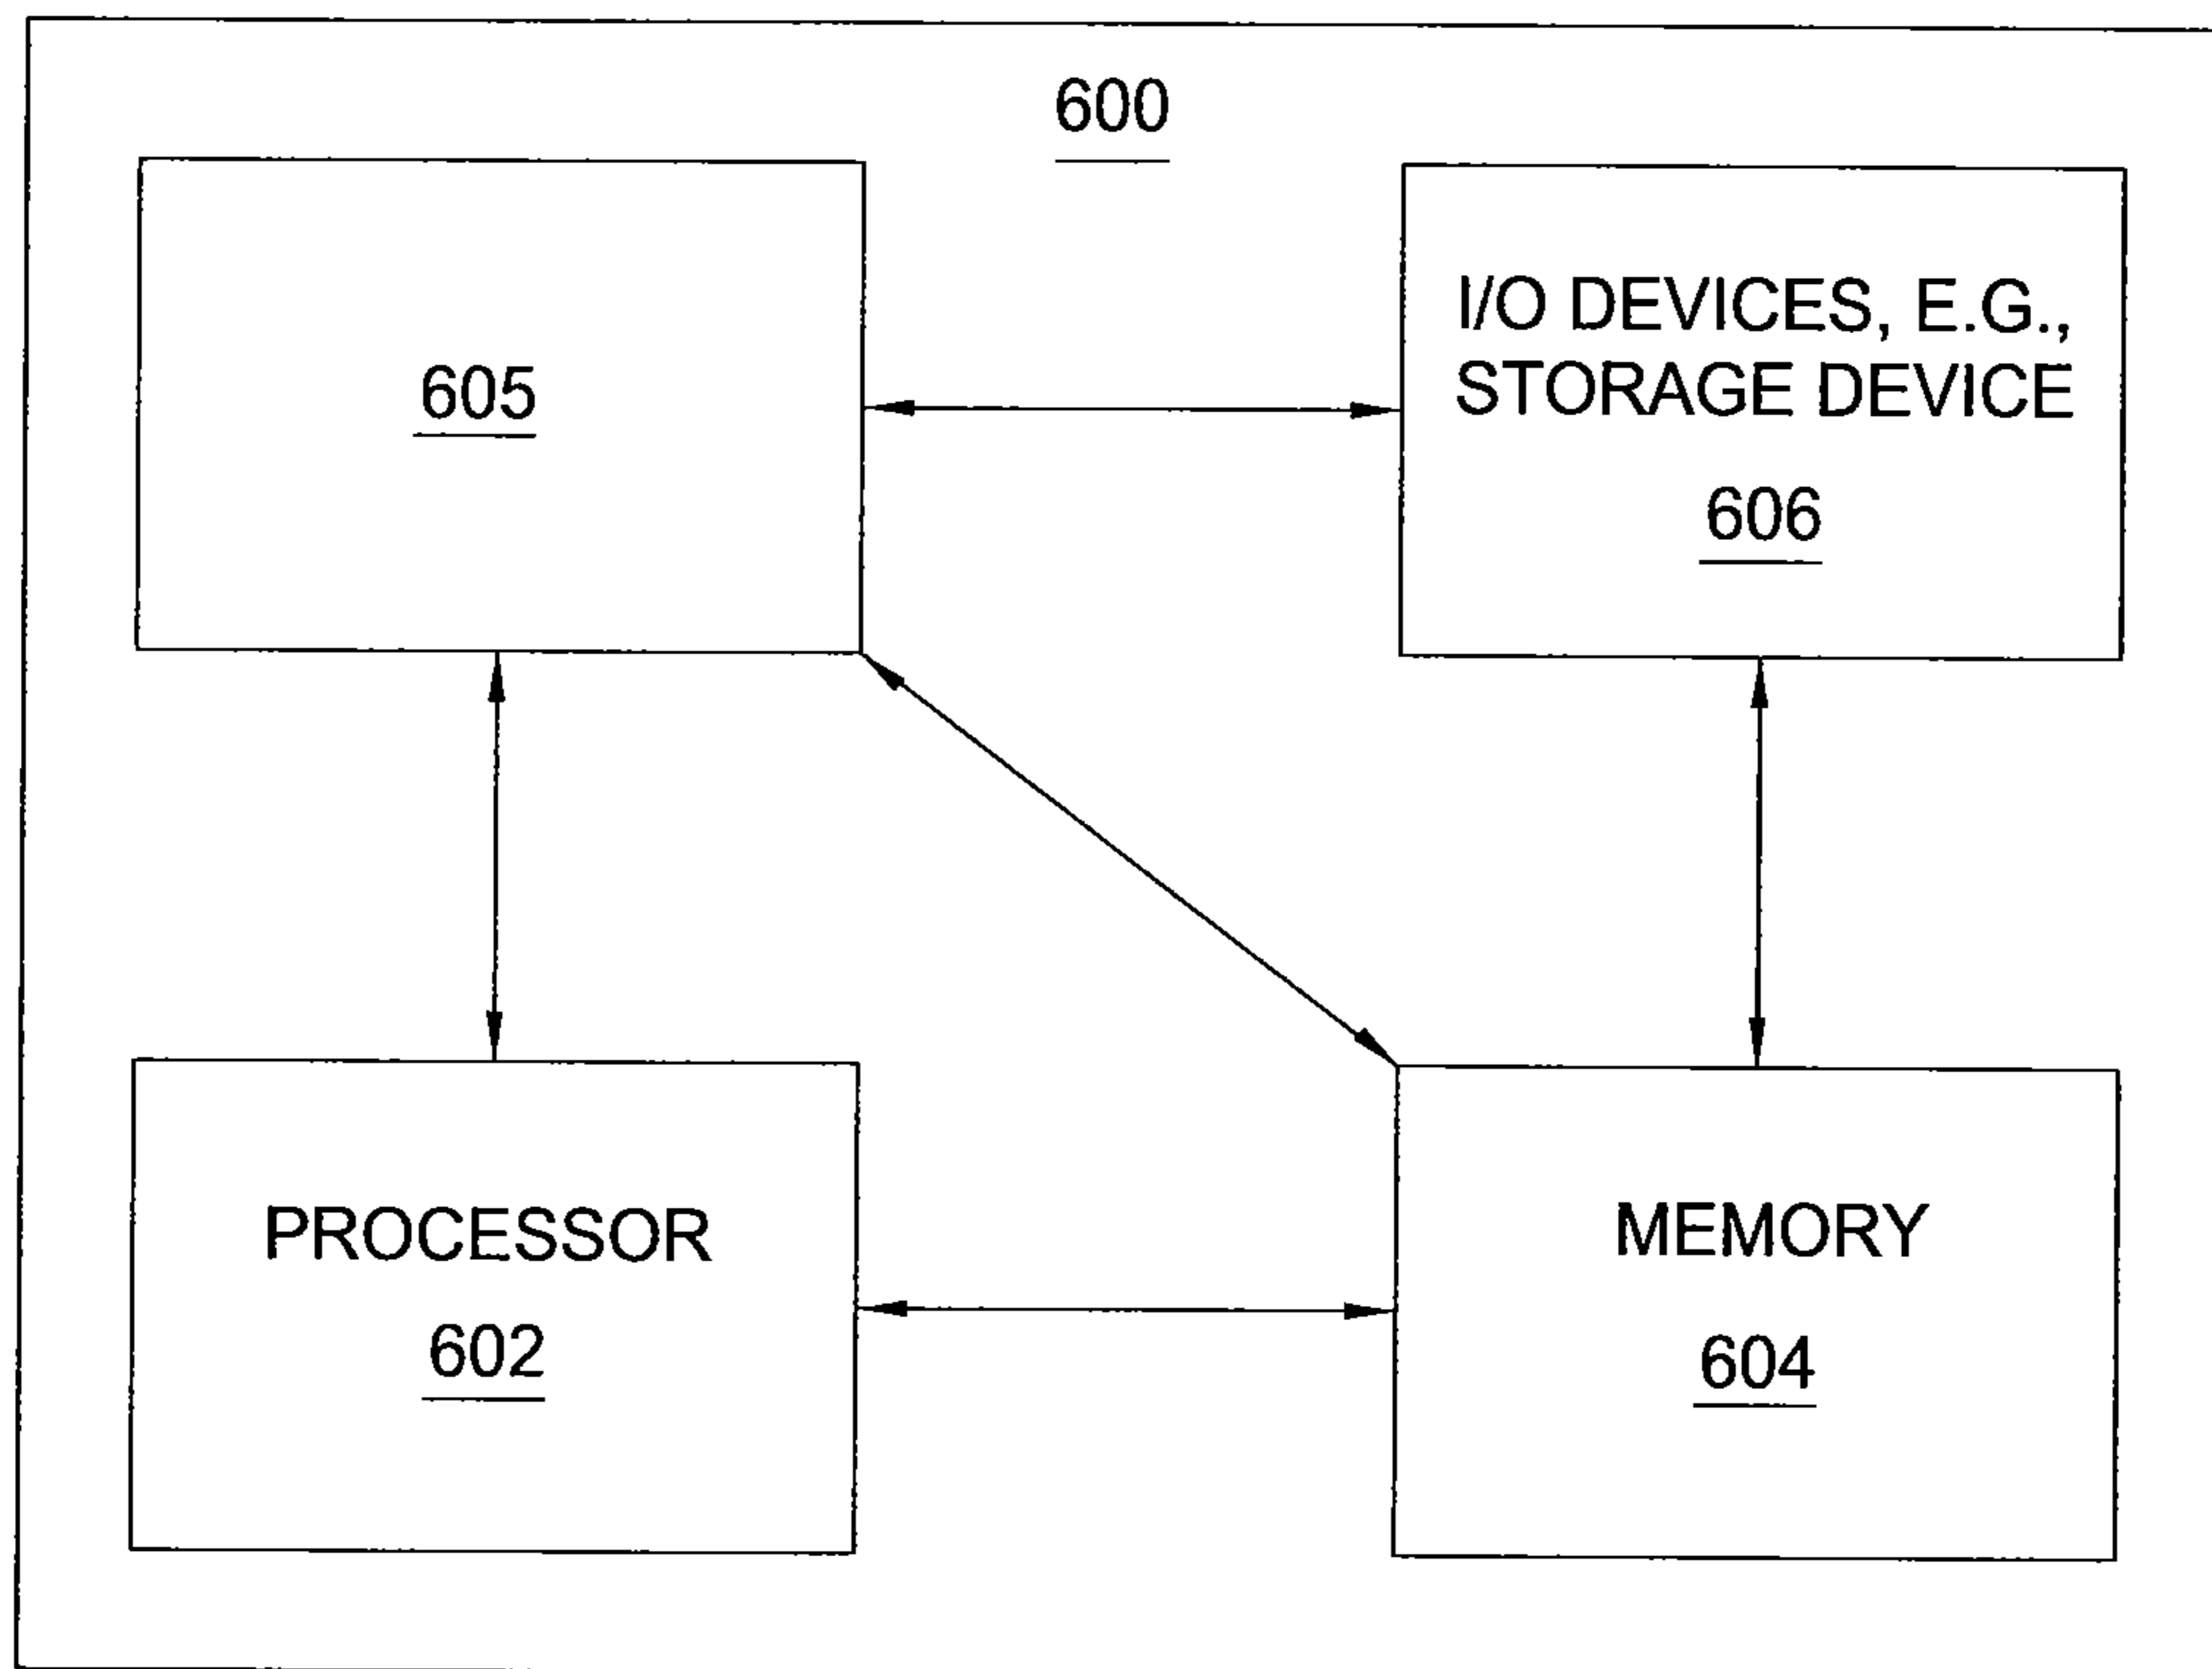 600
605
I/O DEVICES, E.G.,
STORAGE DEVICE
606
PROCESSOR
602
MEMORY
604